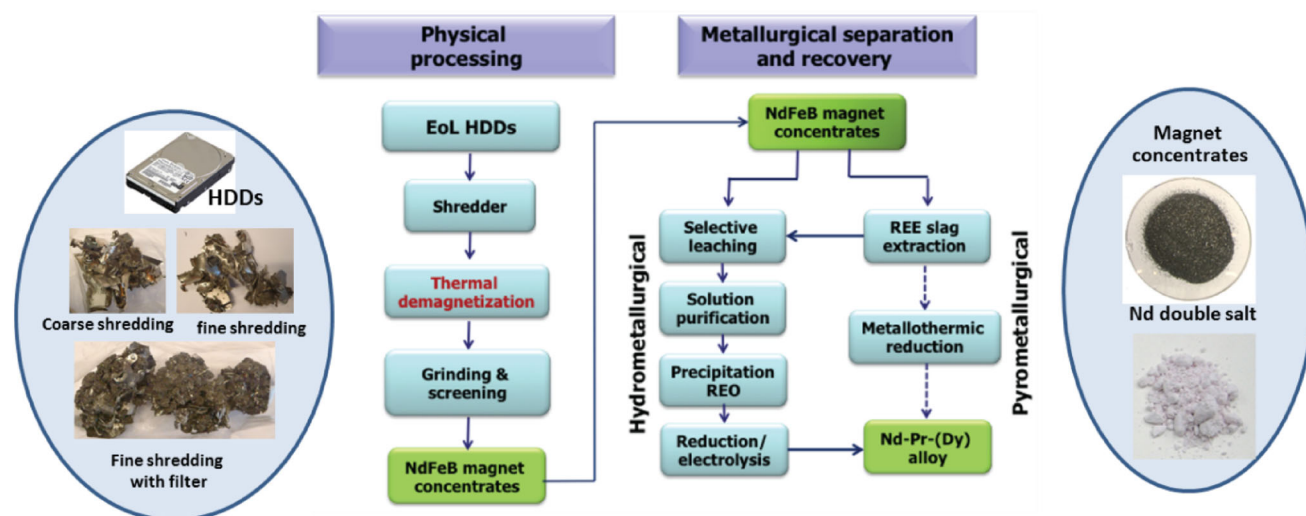 Physical
processing
Metallurgical separation
and recovery
HDDs
Coarse shredding
fine shredding
Fine shredding
with filter
EoL HDDs
Shredder
Thermal
demagnetization
Grinding &
screening
NdFeB magnet
concentrates
NdFeB magnet
concentrates
Hydrometallurgical
Selective
leaching
Solution
purification
Precipitation
REO
Reduction/
electrolysis
REE slag
extraction
Metallothermic
reduction
Nd-Pr-(Dy)
alloy
Pyrometallurgical
Magnet
concentrates
Nd double salt